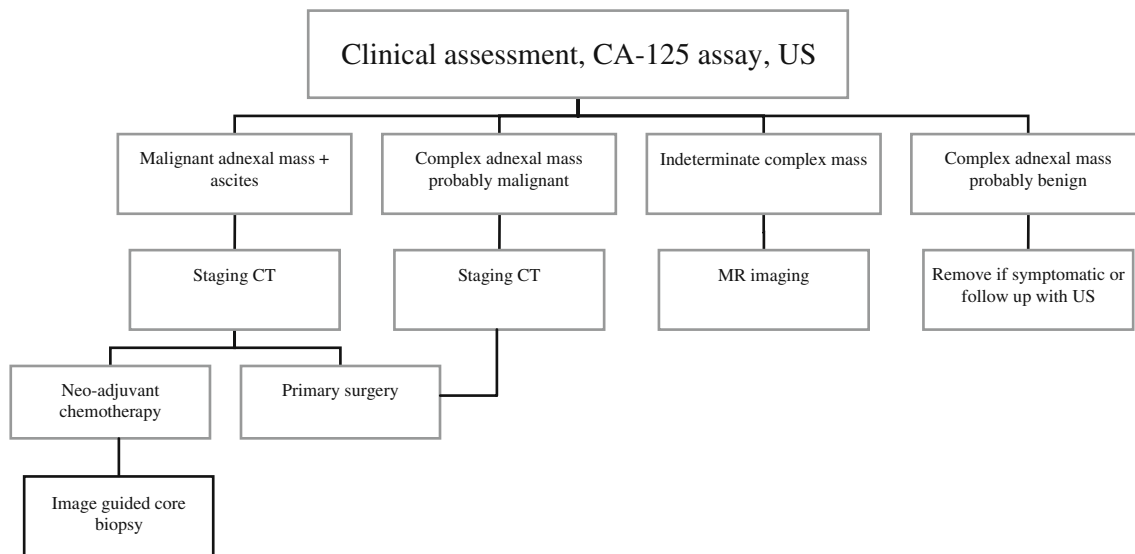 Clinical assessment, CA-125 assay, US
Malignant adnexal mass +
ascites
Complex adnexal mass
probably malignant
Indeterminate complex mass
Complex adnexal mass
probably benign
Staging CT
Staging CT
MR imaging
Remove if symptomatic or
follow up with US
Neo-adjuvant
chemotherapy
Primary surgery
Image guided core
biopsy